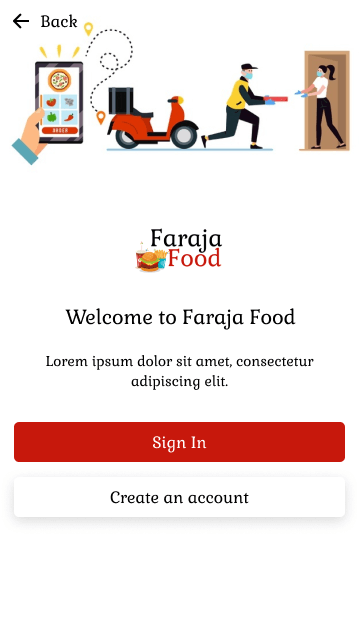 Back
ORDER
Faraja
Food
Welcome to Faraja Food
Lorem ipsum dolor sit amet, consectetur
adipiscing elit.
Sign In
Create an account